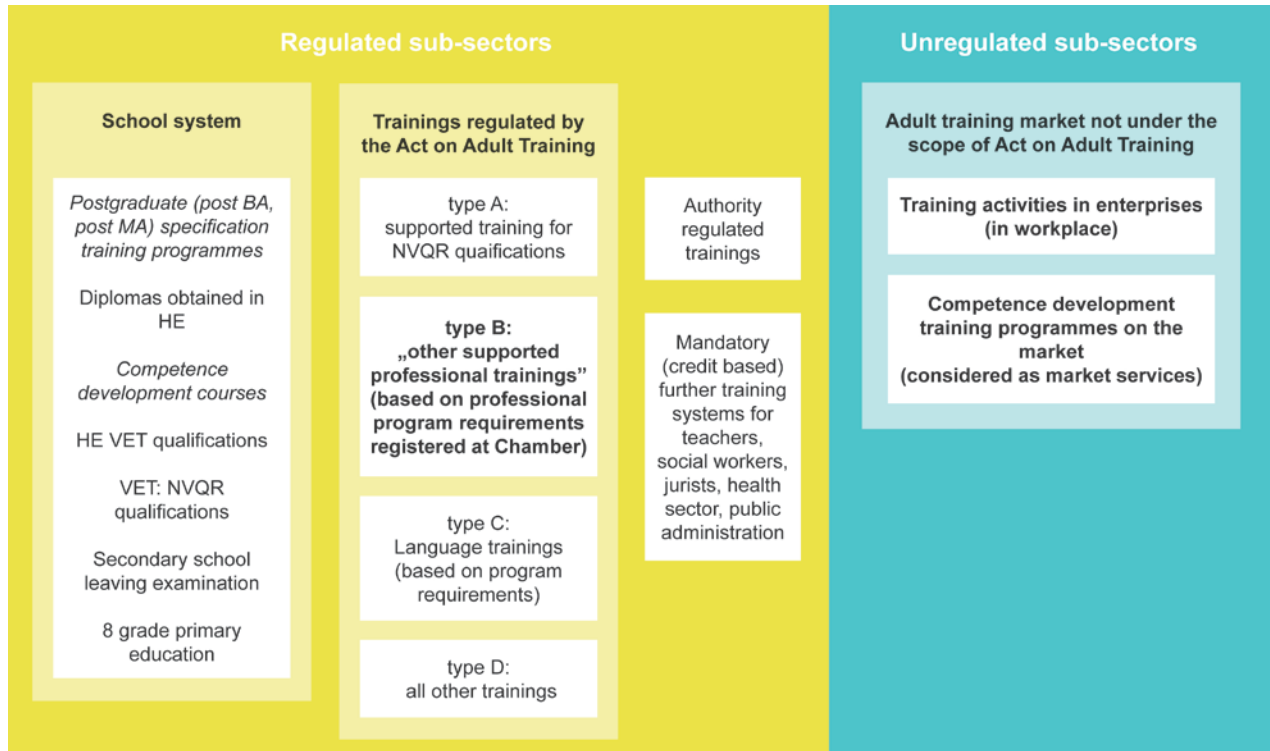 Regulated sub-sectors
School system
Postgraduate (post BA,
post MA) specification
training programmes
Diplomas obtained in
HE
Competence
development courses
HE VET qualifications
VET: NVQR
qualifications
Secondary school
leaving examination
8 grade primary
education
Trainings regulated by
the Act on Adult Training
type A:
supported training for
NVQR quaifications
type B:
„other supported
professional trainings”
(based on professional
program requirements
registered at Chamber)
type C:
Language trainings
(based on program
requirements)
type D:
all other trainings
Authority
regulated
trainings
Mandatory
(credit based)
further training
systems for
teachers,
social workers,
jurists, health
sector, public
administration
Unregulated sub-sectors
Adult training market not under the
scope of Act on Adult Training
Training activities in enterprises
(in workplace)
Competence development
training programmes on the
market
(considered as market services)